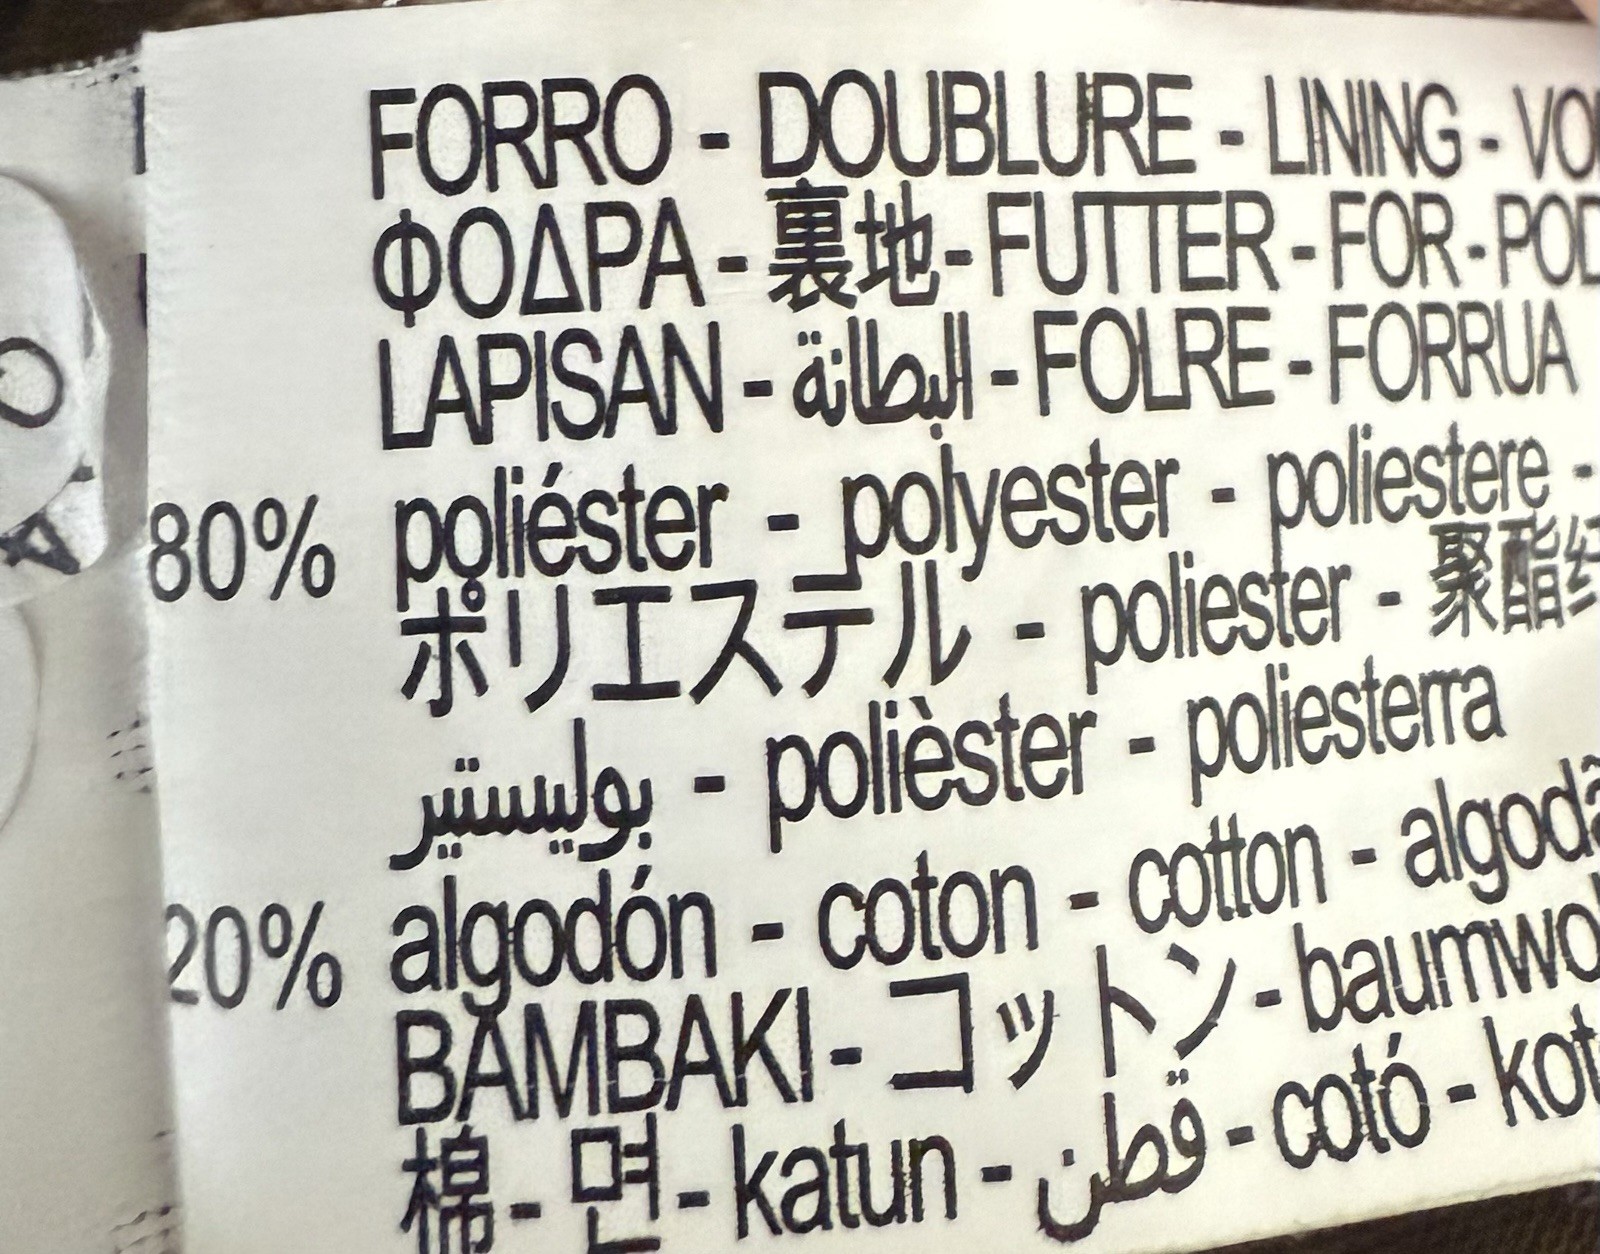 FORRO - DOUBLURE - LINING -
ΦΟΔΡΑ - 裏地 - FUTTER - FOR -
LAPISAN - البطانة - FOLRE - FORRUA
80% poliéster - polyester - poliestere -
ポリエステル - poliester - 聚酯
بوليستير - polièster - poliesterra
20% algodón - coton - cotton -
BAMBAKI - コットン -
棉 - 면 - katun - قطن - cotó -